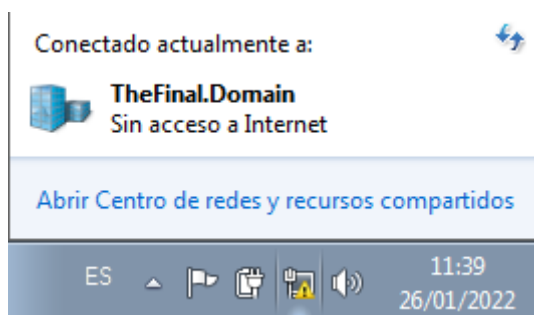 Conectado actualmente a:
TheFinal.Domain
Sin acceso a Internet
Abrir Centro de redes y recursos compartidos
ES
11:39
26/01/2022